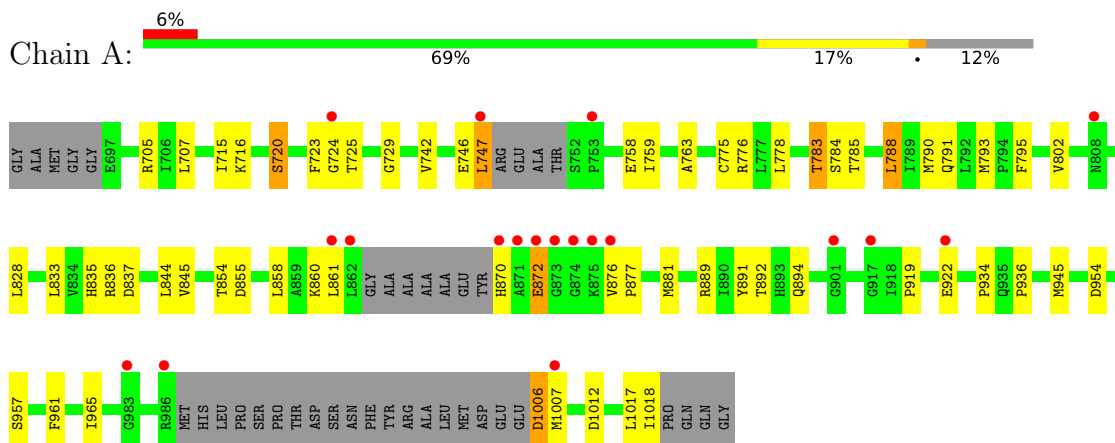 6%
Chain A:
69% 17% • 12%
GLY ALA MET GLY GLY E697 R705 I706 L707 I715 K716 S720 F723 G724 T725 G729 V742 E746 L747 ARG GLU ALA THR S752 P753 E758 I759 A763 C775 R776 L777 L778 T783 S784 T785 L788 I789 M790 Q791 L792 M793 P794 F795 V802 N808
L828 L833 V834 H835 R836 D837 L844 V845 T854 D855 L858 A859 K860 L861 L862 GLY ALA ALA ALA ALA GLU TYR H870 A871 E872 G873 G874 K875 V876 P877 M881 R889 I890 Y891 T892 H893 Q894 G901 G917 I918 P919 E922 P934 Q935 P936 M945 D954
S957 F961 I965 G983 R986 MET HIS LEU PRO SER PRO THR ASP SER ASN PHE TYR ARG ALA LEU MET ASP GLU GLU D1006 M1007 D1012 L1017 I1018 PRO GLN GLN GLY